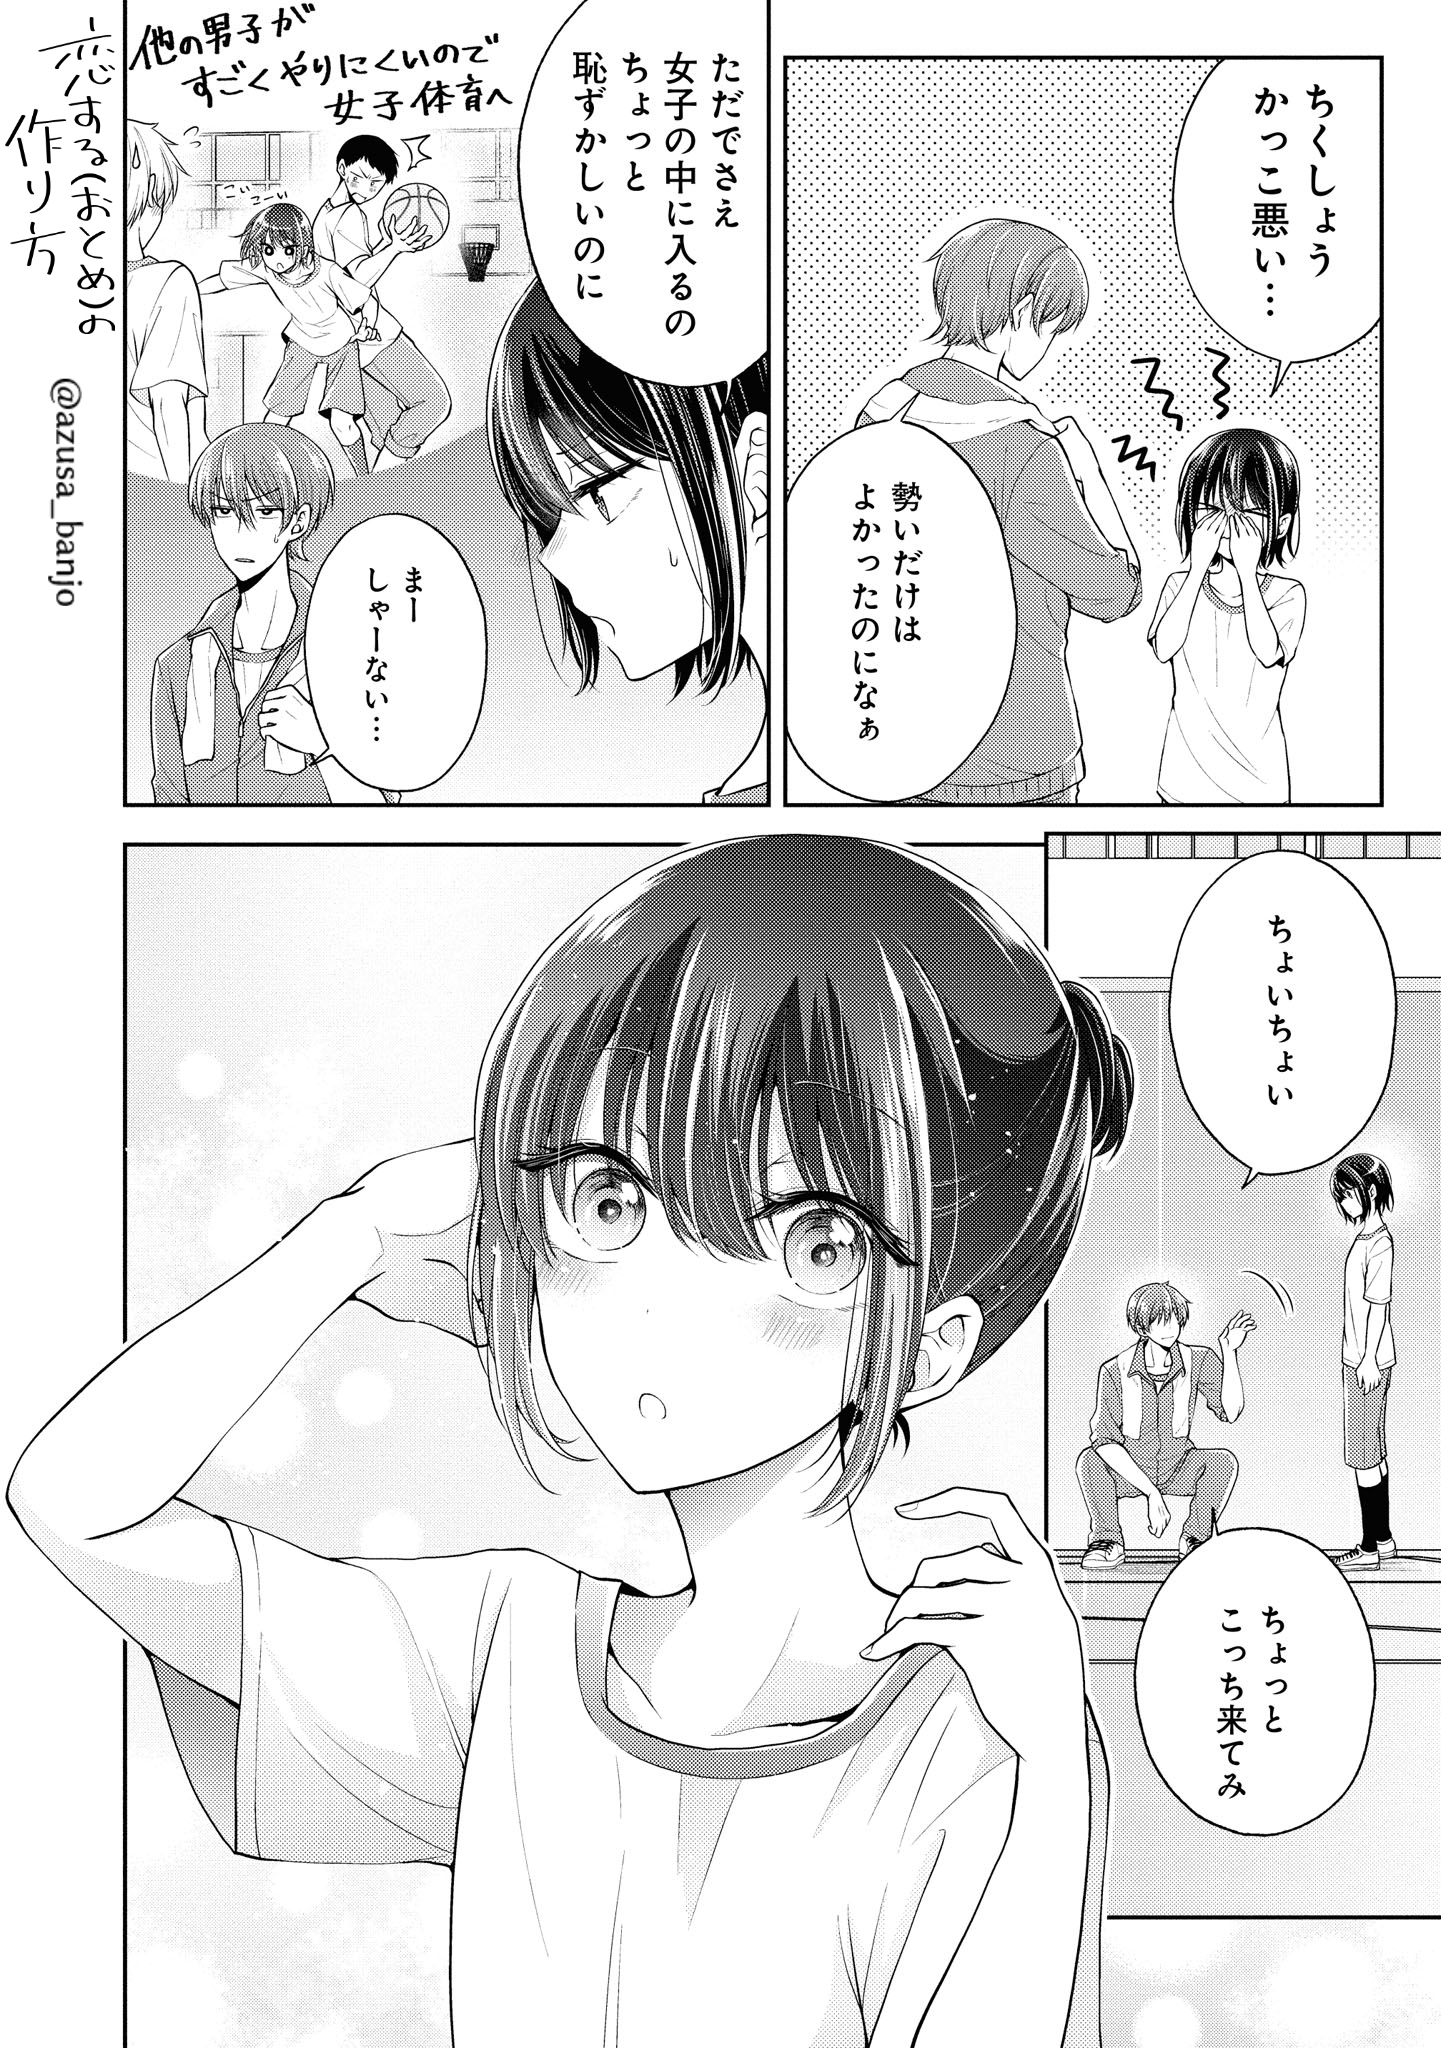 ちくしょう
かっこ悪い…
勢いだけは
よかったのになぁ
ただでさえ
女子の中に入るの
ちょっと
恥ずかしいのに
他の男子が
すごくやりにくいので
女子体育へ
こいこーい
まー
しゃーない…
恋する(おとめ)の
作り方
@azusa_banjo
ちょいちょい
ちょっと
こっち来てみ